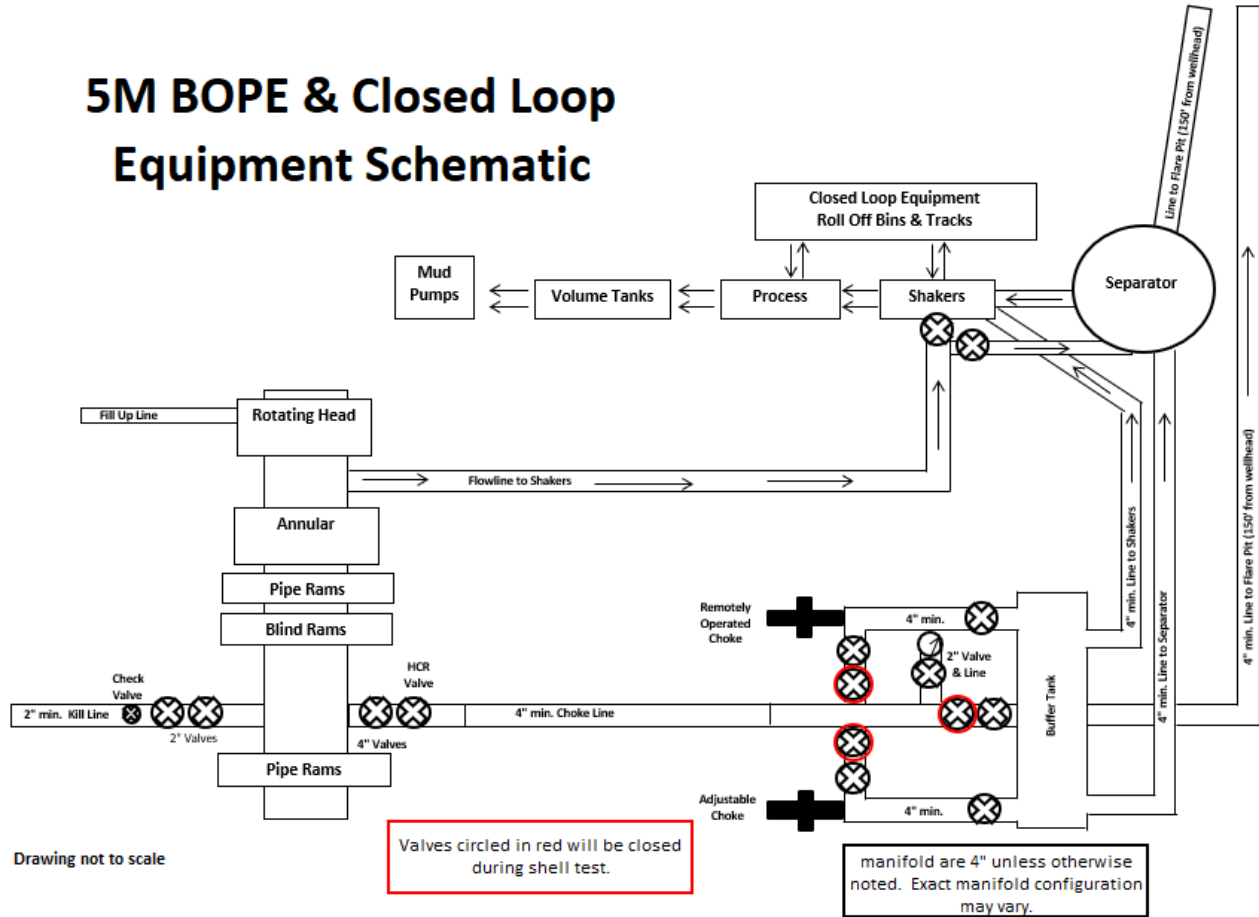 5M BOPE & Closed Loop
Equipment Schematic
Line to Flare Pit (150' from wellhead)
Closed Loop Equipment
Roll Off Bins & Tracks
Mud
Pumps
Volume Tanks
Process
Shakers
Separator
Fill Up Line
Rotating Head
Flowline to Shakers
Annular
Pipe Rams
Blind Rams
Check
Valve
HCR
Valve
2" min. Kill Line
2" Valves
4" Valves
4" min. Choke Line
Pipe Rams
Remotely
Operated
Choke
4" min.
2" Valve
& Line
Adjustable
Choke
4" min.
Buffer Tank
4" min. Line to Shakers
4" min. Line to Separator
4" min. Line to Flare Pit (150' from wellhead)
Drawing not to scale
Valves circled in red will be closed
during shell test.
manifold are 4" unless otherwise
noted. Exact manifold configuration
may vary.